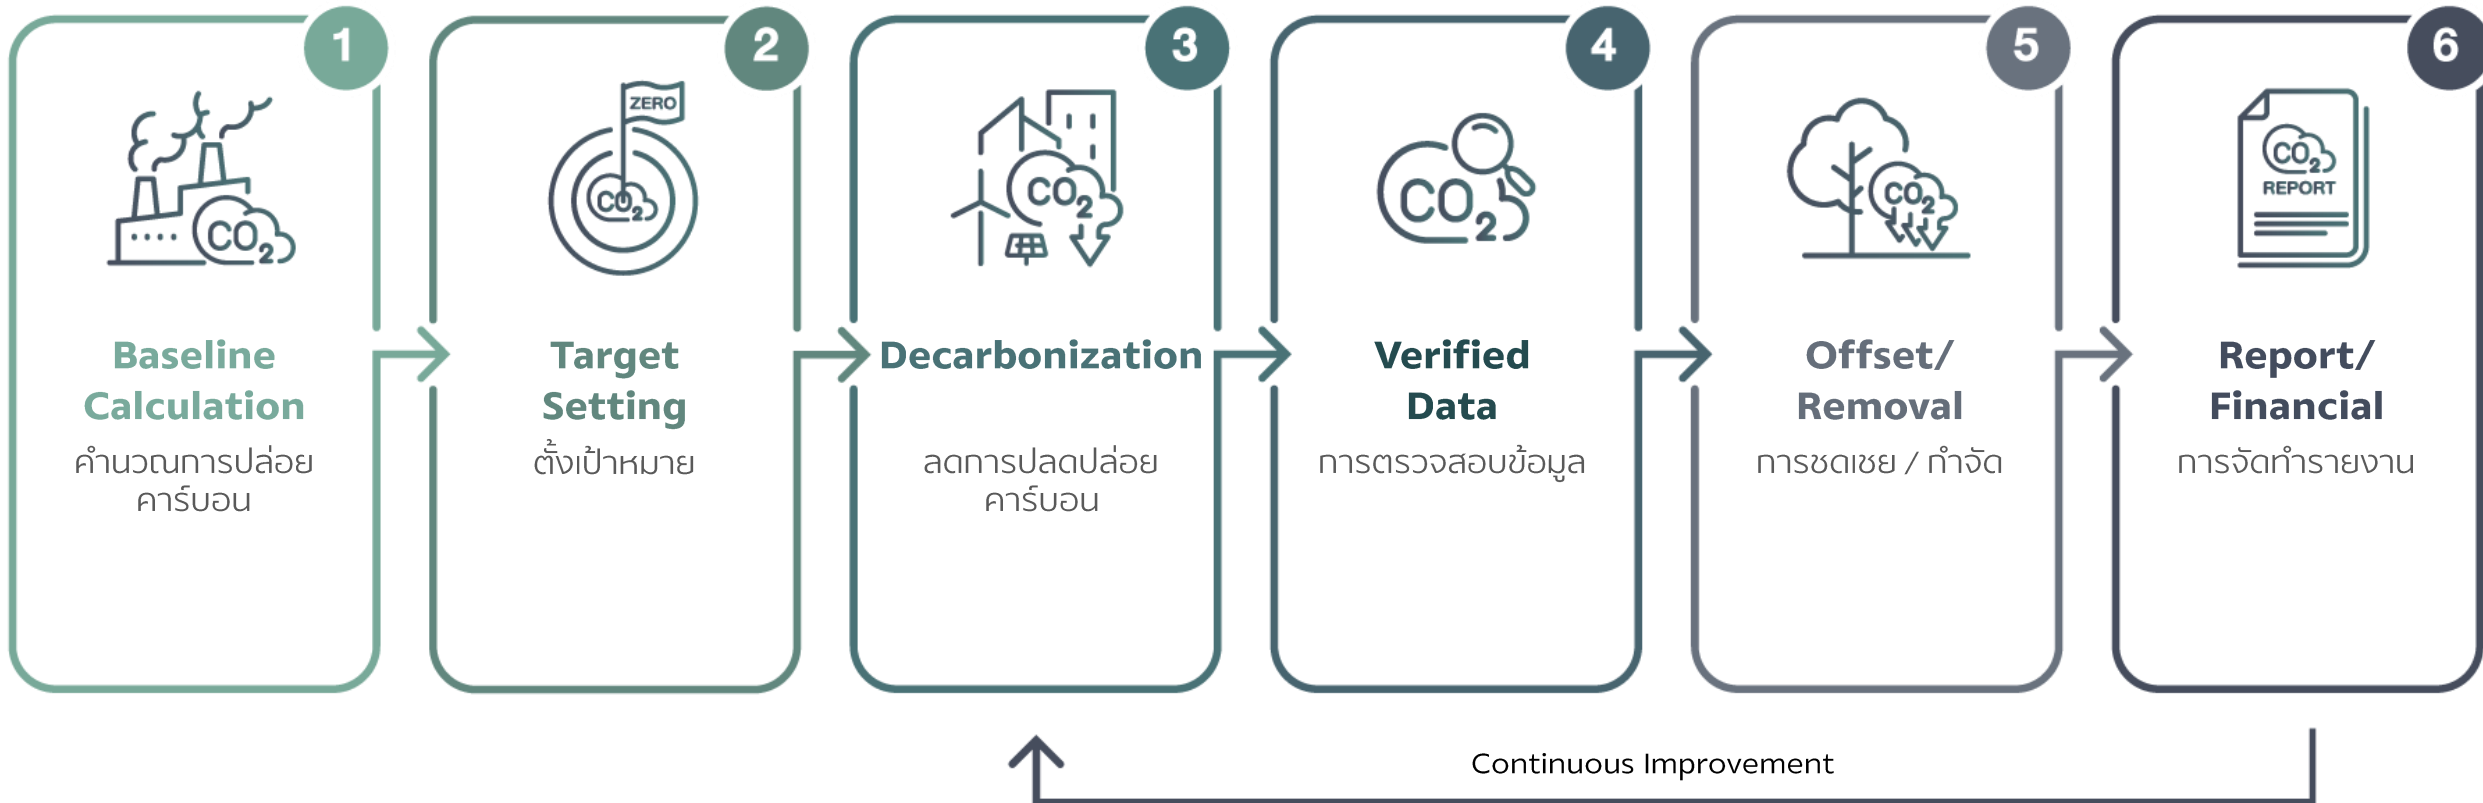 1
ZERO
CO2
Baseline
Calculation
คำนวณการปล่อย
คาร์บอน
2
CO2
Target
Setting
ตั้งเป้าหมาย
3
CO2
Decarbonization
ลดการปลดปล่อย
คาร์บอน
4
CO2
Verified
Data
การตรวจสอบข้อมูล
5
CO2
Offset/
Removal
การชดเชย / กำจัด
6
CO2
REPORT
Report/
Financial
การจัดทำรายงาน
Continuous Improvement